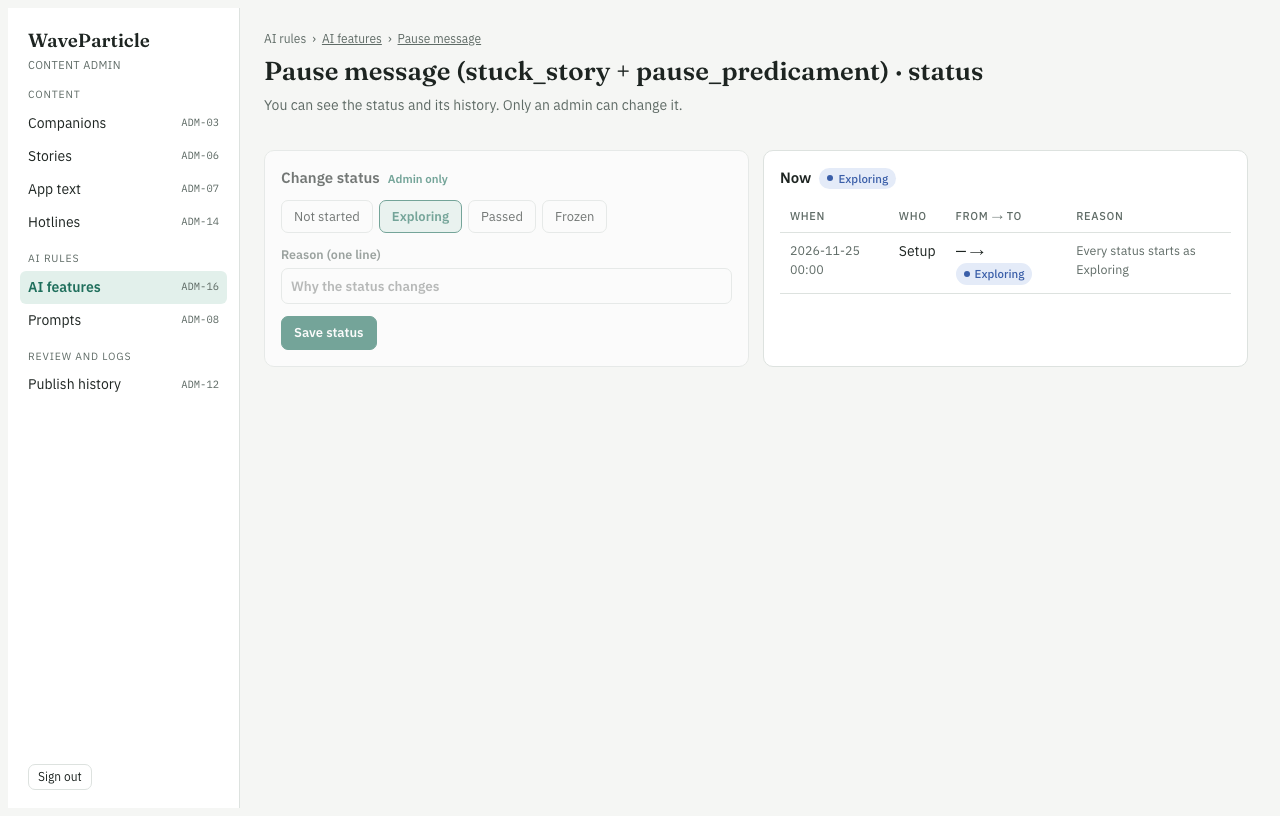 WaveParticle
CONTENT ADMIN
CONTENT
Companions ADM-03
Stories ADM-06
App text ADM-07
Hotlines ADM-14
AI RULES
AI features ADM-16
Prompts ADM-08
REVIEW AND LOGS
Publish history ADM-12
Sign out
AI rules › AI features › Pause message
Pause message (stuck_story + pause_predicament) · status
You can see the status and its history. Only an admin can change it.
Change status Admin only
Not started Exploring Passed Frozen
Reason (one line)
Why the status changes
Save status
Now Exploring
WHEN WHO FROM → TO REASON
2026-11-25 00:00 Setup — → Exploring Every status starts as Exploring